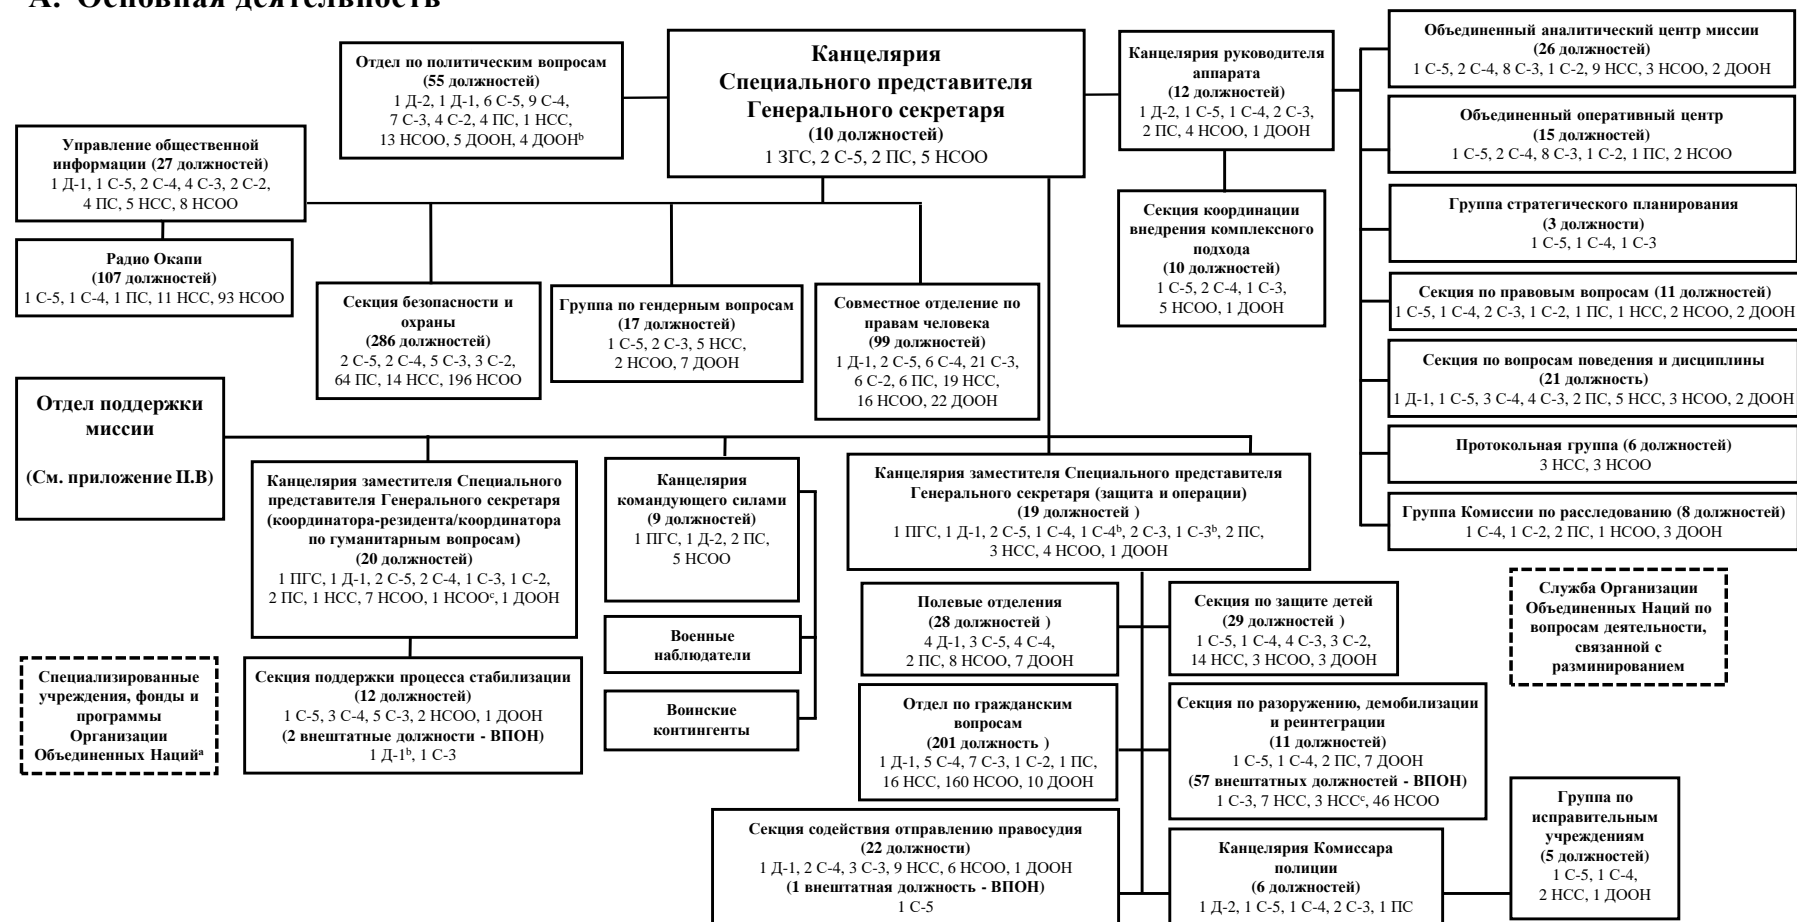 А. Основная деятельность
Канцелярия
Специального представителя
Генерального секретаря
(10 должностей)
1 ЗГС, 2 С-5, 2 ПС, 5 НСОО
Отдел по политическим вопросам
(55 должностей)
1 Д-2, 1 Д-1, 6 С-5, 9 С-4,
7 С-3, 4 С-2, 4 ПС, 1 НСС,
13 НСОО, 5 ДООН, 4 ДООНᵇ
Управление общественной
информации (27 должностей)
1 Д-1, 1 С-5, 2 С-4, 4 С-3, 2 С-2,
4 ПС, 5 НСС, 8 НСОО
Радио Окапи
(107 должностей)
1 С-5, 1 С-4, 1 ПС, 11 НСС, 93 НСОО
Секция безопасности и
охраны
(286 должностей)
2 С-5, 2 С-4, 5 С-3, 3 С-2,
64 ПС, 14 НСС, 196 НСОО
Группа по гендерным вопросам
(17 должностей)
1 С-5, 2 С-3, 5 НСС,
2 НСОО, 7 ДООН
Совместное отделение по
правам человека
(99 должностей)
1 Д-1, 2 С-5, 6 С-4, 21 С-3,
6 С-2, 6 ПС, 19 НСС,
16 НСОО, 22 ДООН
Канцелярия руководителя
аппарата
(12 должностей)
1 Д-2, 1 С-5, 1 С-4, 2 С-3,
2 ПС, 4 НСОО, 1 ДООН
Секция координации
внедрения комплексного
подхода
(10 должностей)
1 С-5, 2 С-4, 1 С-3,
5 НСОО, 1 ДООН
Объединенный аналитический центр миссии
(26 должностей)
1 С-5, 2 С-4, 8 С-3, 1 С-2, 9 НСС, 3 НСОО, 2 ДООН
Объединенный оперативный центр
(15 должностей)
1 С-5, 2 С-4, 8 С-3, 1 С-2, 1 ПС, 2 НСОО
Группа стратегического планирования
(3 должности)
1 С-5, 1 С-4, 1 С-3
Секция по правовым вопросам (11 должностей)
1 С-5, 1 С-4, 2 С-3, 1 С-2, 1 ПС, 1 НСС, 2 НСОО, 2 ДООН
Секция по вопросам поведения и дисциплины
(21 должность)
1 Д-1, 1 С-5, 3 С-4, 4 С-3, 2 ПС, 5 НСС, 3 НСОО, 2 ДООН
Протокольная группа (6 должностей)
3 НСС, 3 НСОО
Группа Комиссии по расследованию (8 должностей)
1 С-4, 1 С-2, 2 ПС, 1 НСОО, 3 ДООН
Отдел поддержки
миссии
(См. приложение II.В)
Канцелярия заместителя Специального
представителя Генерального секретаря
(координатора-резидента/координатора
по гуманитарным вопросам)
(20 должностей)
1 ПГС, 1 Д-1, 2 С-5, 2 С-4, 1 С-3, 1 С-2,
2 ПС, 1 НСС, 7 НСОО, 1 НСООᶜ, 1 ДООН
Секция поддержки процесса стабилизации
(12 должностей)
1 С-5, 3 С-4, 5 С-3, 2 НСОО, 1 ДООН
(2 внештатные должности - ВПОН)
1 Д-1ᵇ, 1 С-3
Специализированные
учреждения, фонды и
программы
Организации
Объединенных Нацийᵃ
Канцелярия
командующего силами
(9 должностей)
1 ПГС, 1 Д-2, 2 ПС,
5 НСОО
Военные
наблюдатели
Воинские
контингенты
Канцелярия заместителя Специального представителя
Генерального секретаря (защита и операции)
(19 должностей )
1 ПГС, 1 Д-1, 2 С-5, 1 С-4, 1 С-4ᵇ, 2 С-3, 1 С-3ᵇ, 2 ПС,
3 НСС, 4 НСОО, 1 ДООН
Полевые отделения
(28 должностей )
4 Д-1, 3 С-5, 4 С-4,
2 ПС, 8 НСОО, 7 ДООН
Секция по защите детей
(29 должностей )
1 С-5, 1 С-4, 4 С-3, 3 С-2,
14 НСС, 3 НСОО, 3 ДООН
Отдел по гражданским
вопросам
(201 должность )
1 Д-1, 5 С-4, 7 С-3, 1 С-2, 1 ПС,
16 НСС, 160 НСОО, 10 ДООН
Секция по разоружению, демобилизации
и реинтеграции
(11 должностей)
1 С-5, 1 С-4, 2 ПС, 7 ДООН
(57 внештатных должностей - ВПОН)
1 С-3, 7 НСС, 3 НССᶜ, 46 НСОО
Секция содействия отправлению правосудия
(22 должности)
1 Д-1, 2 С-4, 3 С-3, 9 НСС, 6 НСОО, 1 ДООН
(1 внештатная должность - ВПОН)
1 С-5
Канцелярия Комиссара
полиции
(6 должностей)
1 Д-2, 1 С-5, 1 С-4, 2 С-3, 1 ПС
Группа по
исправительным
учреждениям
(5 должностей)
1 С-5, 1 С-4,
2 НСС, 1 ДООН
Служба Организации
Объединенных Наций по
вопросам деятельности,
связанной с
разминированием